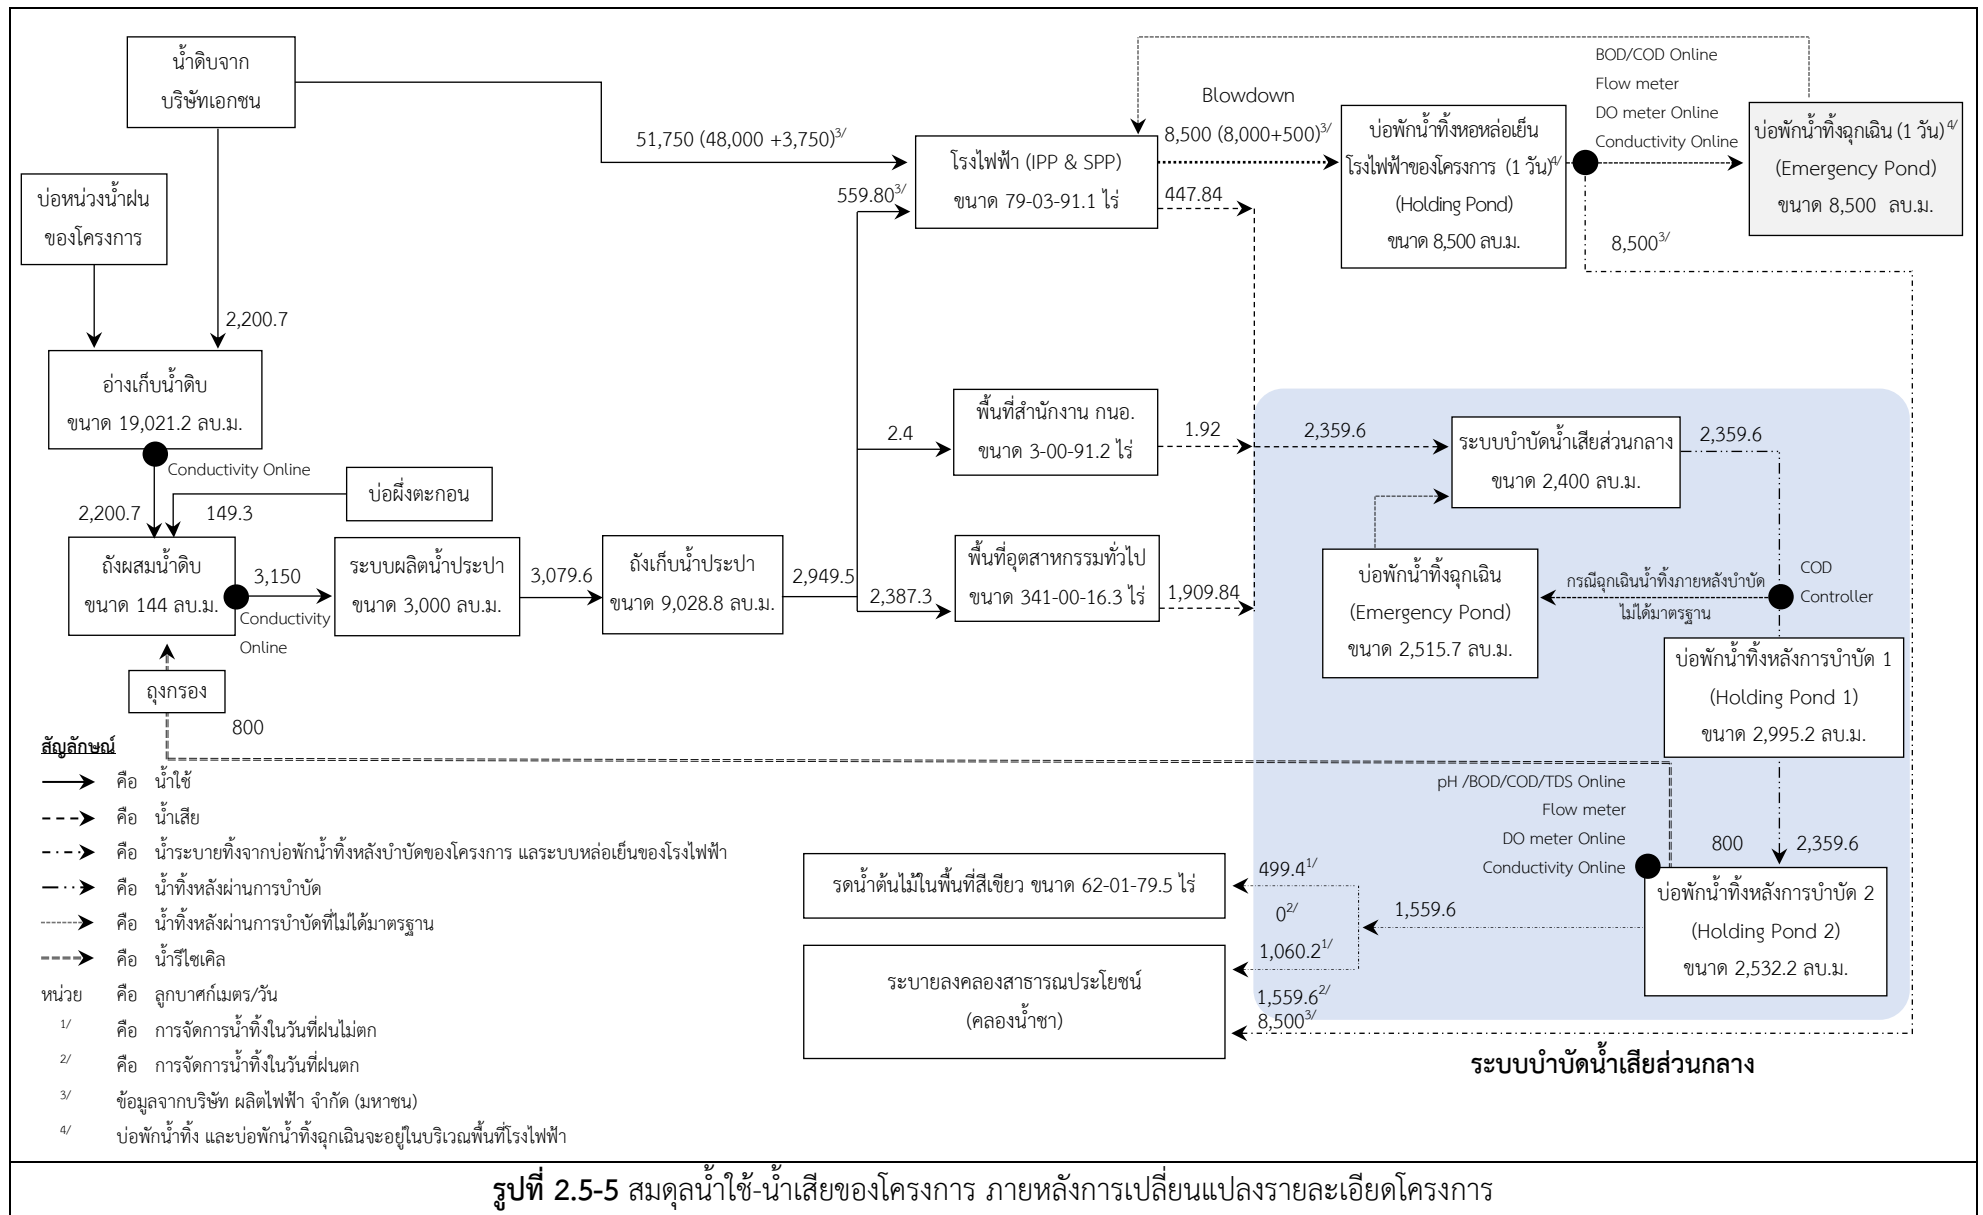 น้ำดิบจาก
บริษัทเอกชน
บ่อหน่วงน้ำฝน
ของโครงการ
2,200.7
อ่างเก็บน้ำดิบ
ขนาด 19,021.2 ลบ.ม.
Conductivity Online
2,200.7
149.3
บ่อผึ่งตะกอน
ถังผสมน้ำดิบ
ขนาด 144 ลบ.ม.
3,150
Conductivity
Online
ระบบผลิตน้ำประปา
ขนาด 3,000 ลบ.ม.
3,079.6
ถังเก็บน้ำประปา
ขนาด 9,028.8 ลบ.ม.
2,949.5
ถุงกรอง
800
51,750 (48,000 +3,750)3/
559.803/
โรงไฟฟ้า (IPP & SPP)
ขนาด 79-03-91.1 ไร่
Blowdown
8,500 (8,000+500)3/
447.84
บ่อพักน้ำทิ้งหอหล่อเย็น
โรงไฟฟ้าของโครงการ (1 วัน)4/
(Holding Pond)
ขนาด 8,500 ลบ.ม.
BOD/COD Online
Flow meter
DO meter Online
Conductivity Online
8,5003/
บ่อพักน้ำทิ้งฉุกเฉิน (1 วัน)4/
(Emergency Pond)
ขนาด 8,500 ลบ.ม.
2.4
พื้นที่สำนักงาน กนอ.
ขนาด 3-00-91.2 ไร่
1.92
2,387.3
พื้นที่อุตสาหกรรมทั่วไป
ขนาด 341-00-16.3 ไร่
1,909.84
2,359.6
ระบบบำบัดน้ำเสียส่วนกลาง
ขนาด 2,400 ลบ.ม.
2,359.6
บ่อพักน้ำทิ้งฉุกเฉิน
(Emergency Pond)
ขนาด 2,515.7 ลบ.ม.
กรณีฉุกเฉินน้ำทิ้งภายหลังบำบัด
ไม่ได้มาตรฐาน
COD
Controller
บ่อพักน้ำทิ้งหลังการบำบัด 1
(Holding Pond 1)
ขนาด 2,995.2 ลบ.ม.
pH /BOD/COD/TDS Online
Flow meter
DO meter Online
Conductivity Online
800
2,359.6
บ่อพักน้ำทิ้งหลังการบำบัด 2
(Holding Pond 2)
ขนาด 2,532.2 ลบ.ม.
1,559.6
รดน้ำต้นไม้ในพื้นที่สีเขียว ขนาด 62-01-79.5 ไร่
499.41/
02/
1,060.21/
1,559.62/
8,5003/
ระบายลงคลองสาธารณประโยชน์
(คลองน้ำชา)
ระบบบำบัดน้ำเสียส่วนกลาง
สัญลักษณ์
คือ น้ำใช้
คือ น้ำเสีย
คือ น้ำระบายทิ้งจากบ่อพักน้ำทิ้งหลังบำบัดของโครงการ และระบบหล่อเย็นของโรงไฟฟ้า
คือ น้ำทิ้งหลังผ่านการบำบัด
คือ น้ำทิ้งหลังผ่านการบำบัดที่ไม่ได้มาตรฐาน
คือ น้ำรีไซเคิล
หน่วย คือ ลูกบาศก์เมตร/วัน
1/ คือ การจัดการน้ำทิ้งในวันที่ฝนไม่ตก
2/ คือ การจัดการน้ำทิ้งในวันที่ฝนตก
3/ ข้อมูลจากบริษัท ผลิตไฟฟ้า จำกัด (มหาชน)
4/ บ่อพักน้ำทิ้ง และบ่อพักน้ำทิ้งฉุกเฉินจะอยู่ในบริเวณพื้นที่โรงไฟฟ้า
รูปที่ 2.5-5 สมดุลน้ำใช้-น้ำเสียของโครงการ ภายหลังการเปลี่ยนแปลงรายละเอียดโครงการ